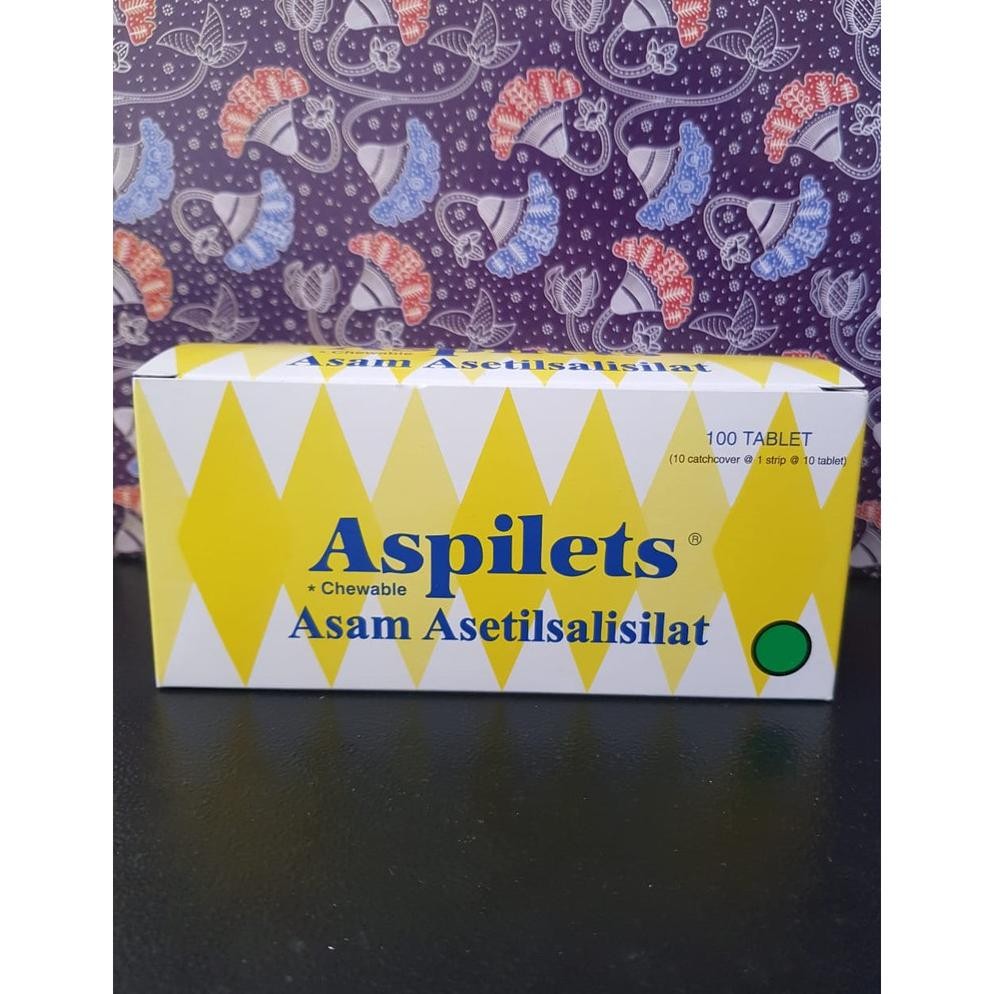 * Chewable
Asam Asetilsalisilat
100 TABLET
(10 catchcover @ 1 strip @ 10 tablet)
Aspilets ®
* Chewable
Asam Asetilsalisilat